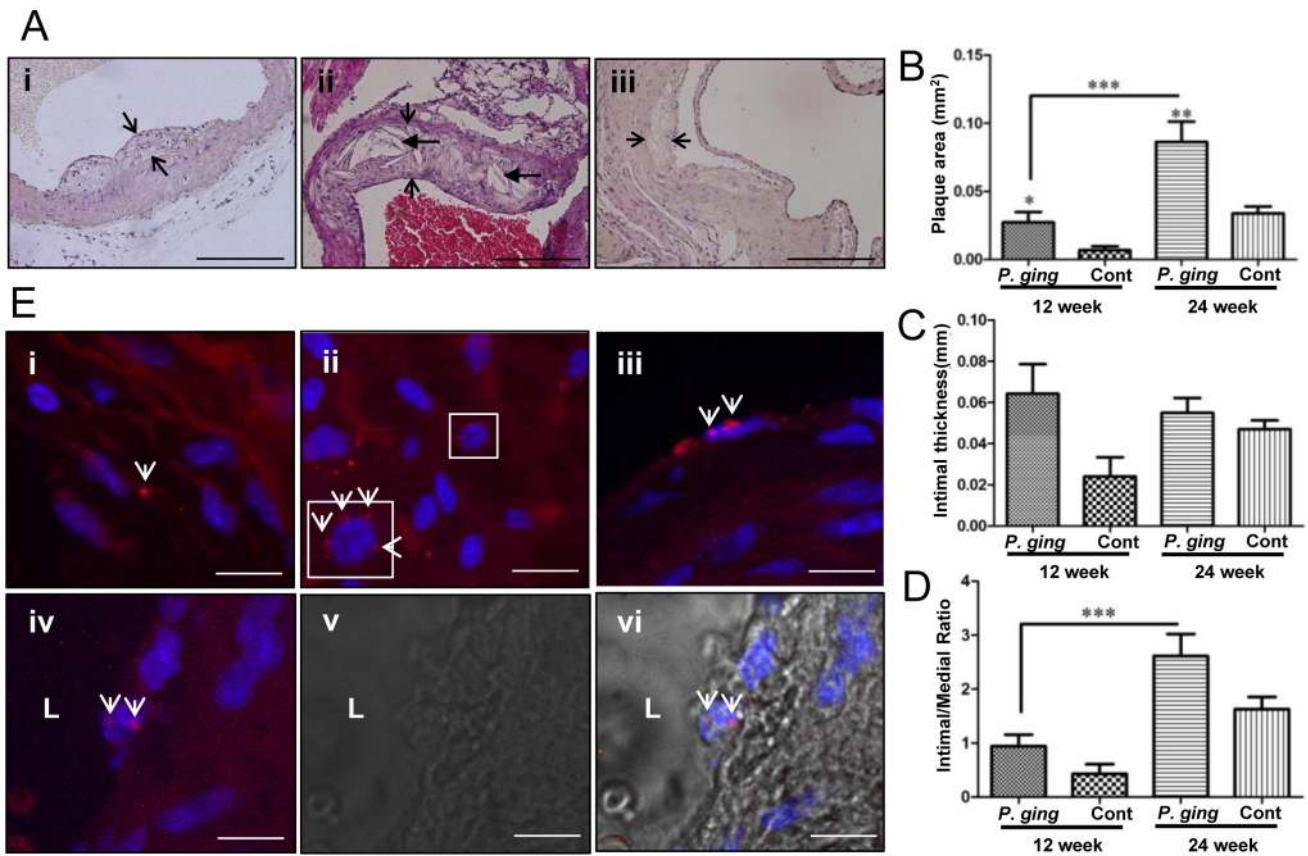 A
i
ii
iii
B
Plaque area (mm²)
0.15
0.10
0.05
0.00
***
*
**
P. ging
Cont
P. ging
Cont
12 week
24 week
E
i
ii
iii
iv
L
v
L
vi
L
C
Intimal thickness(mm)
0.10
0.08
0.06
0.04
0.02
0.00
P. ging
Cont
P. ging
Cont
12 week
24 week
D
Intimal/Medial Ratio
4
3
2
1
0
***
P. ging
Cont
P. ging
Cont
12 week
24 week